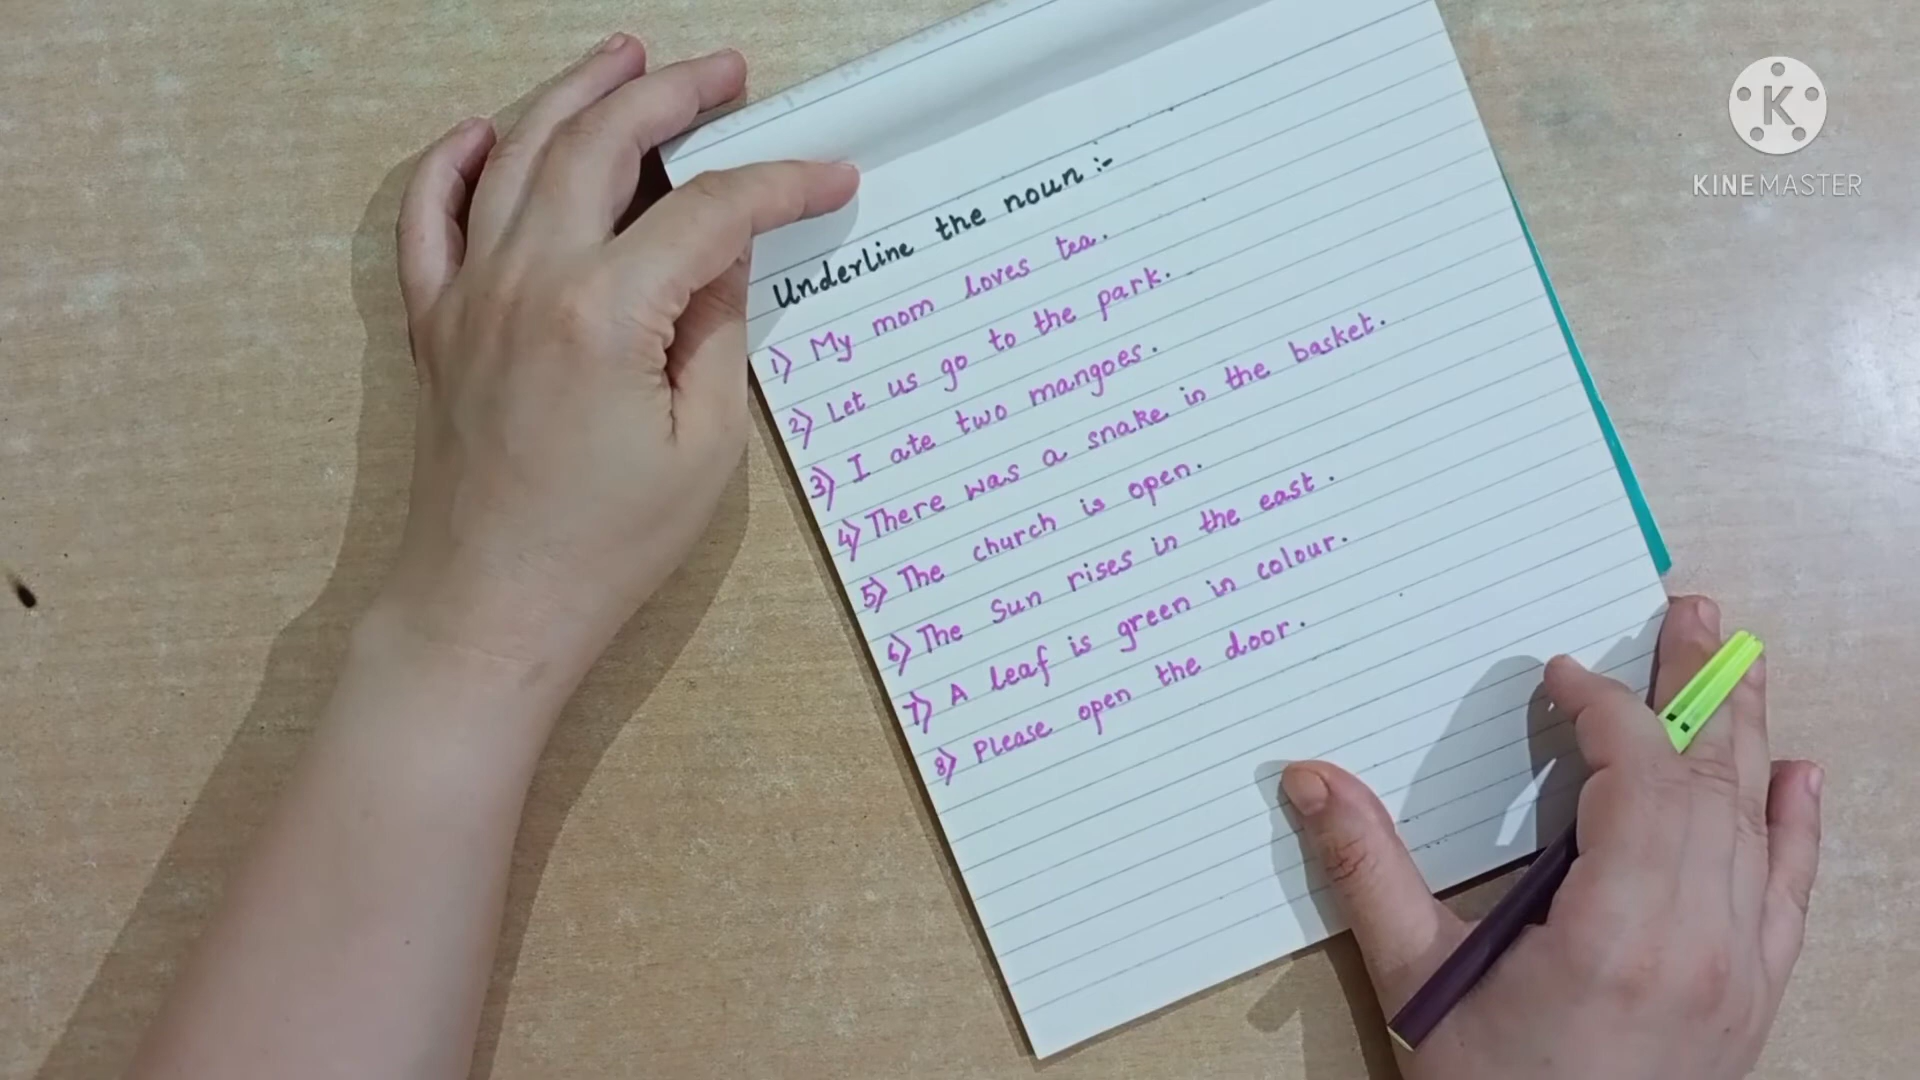 Underline the noun :-
1) My mom loves tea.
2) Let us go to the park.
3) I ate two mangoes.
4) There was a snake in the basket.
5) The church is open.
6) The Sun rises in the east.
7) A leaf is green in colour.
8) Please open the door.
K
KINEMASTER